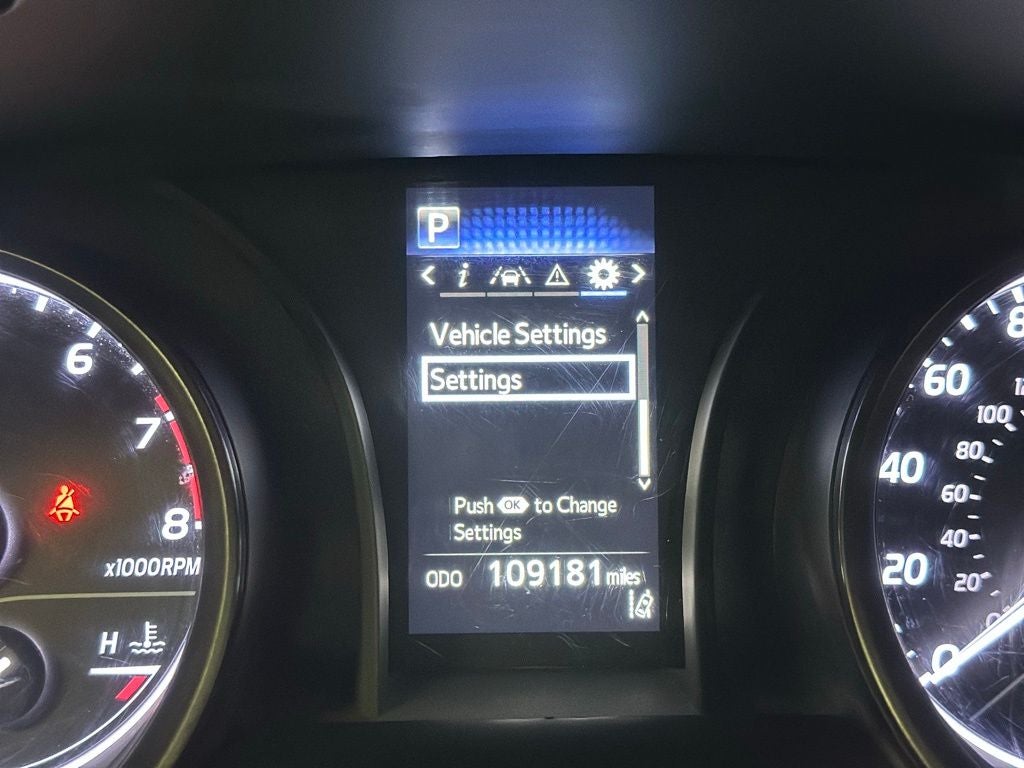 P
i
Vehicle Settings
Settings
Push OK to Change
Settings
ODO 109181 miles
6
7
8
x1000RPM
H
60
40
20
0
100
80
60
40
20